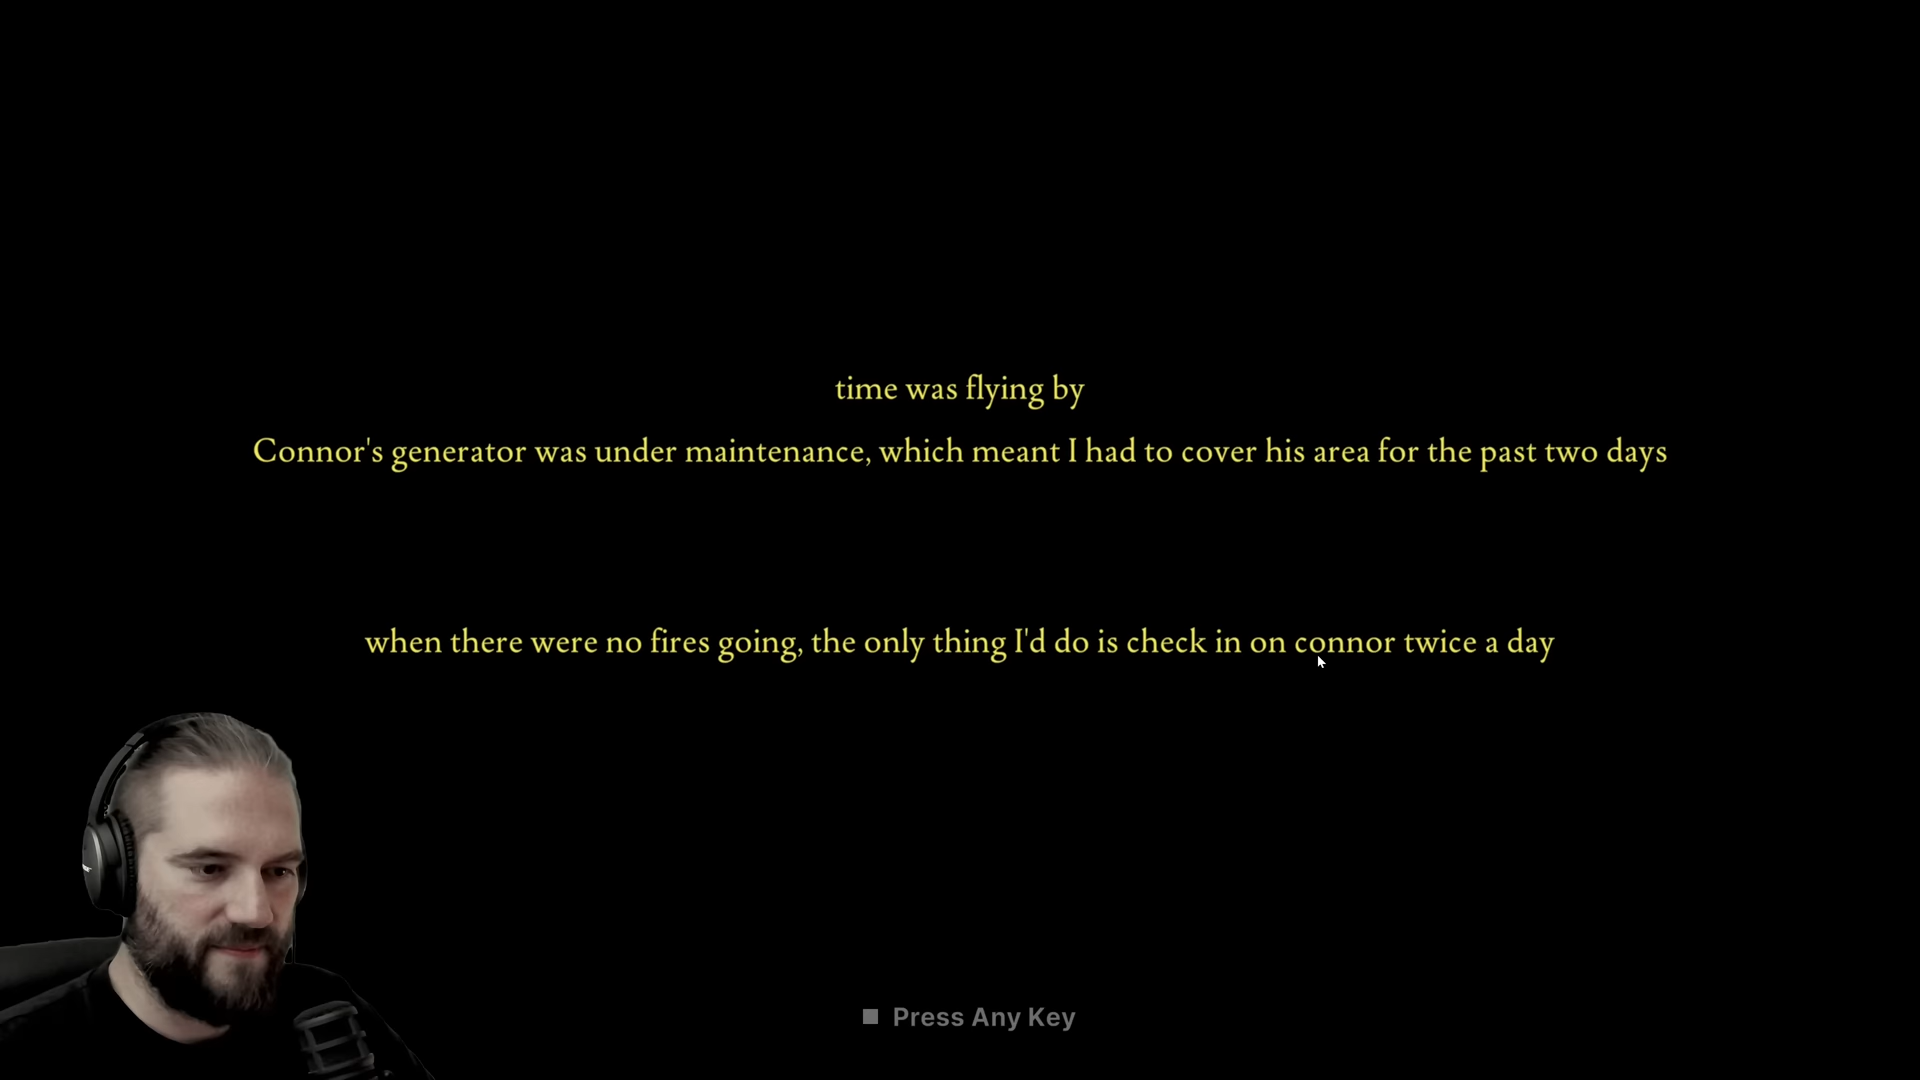 time was flying by
Connor's generator was under maintenance, which meant I had to cover his area for the past two days
when there were no fires going, the only thing I'd do is check in on connor twice a day
Press Any Key